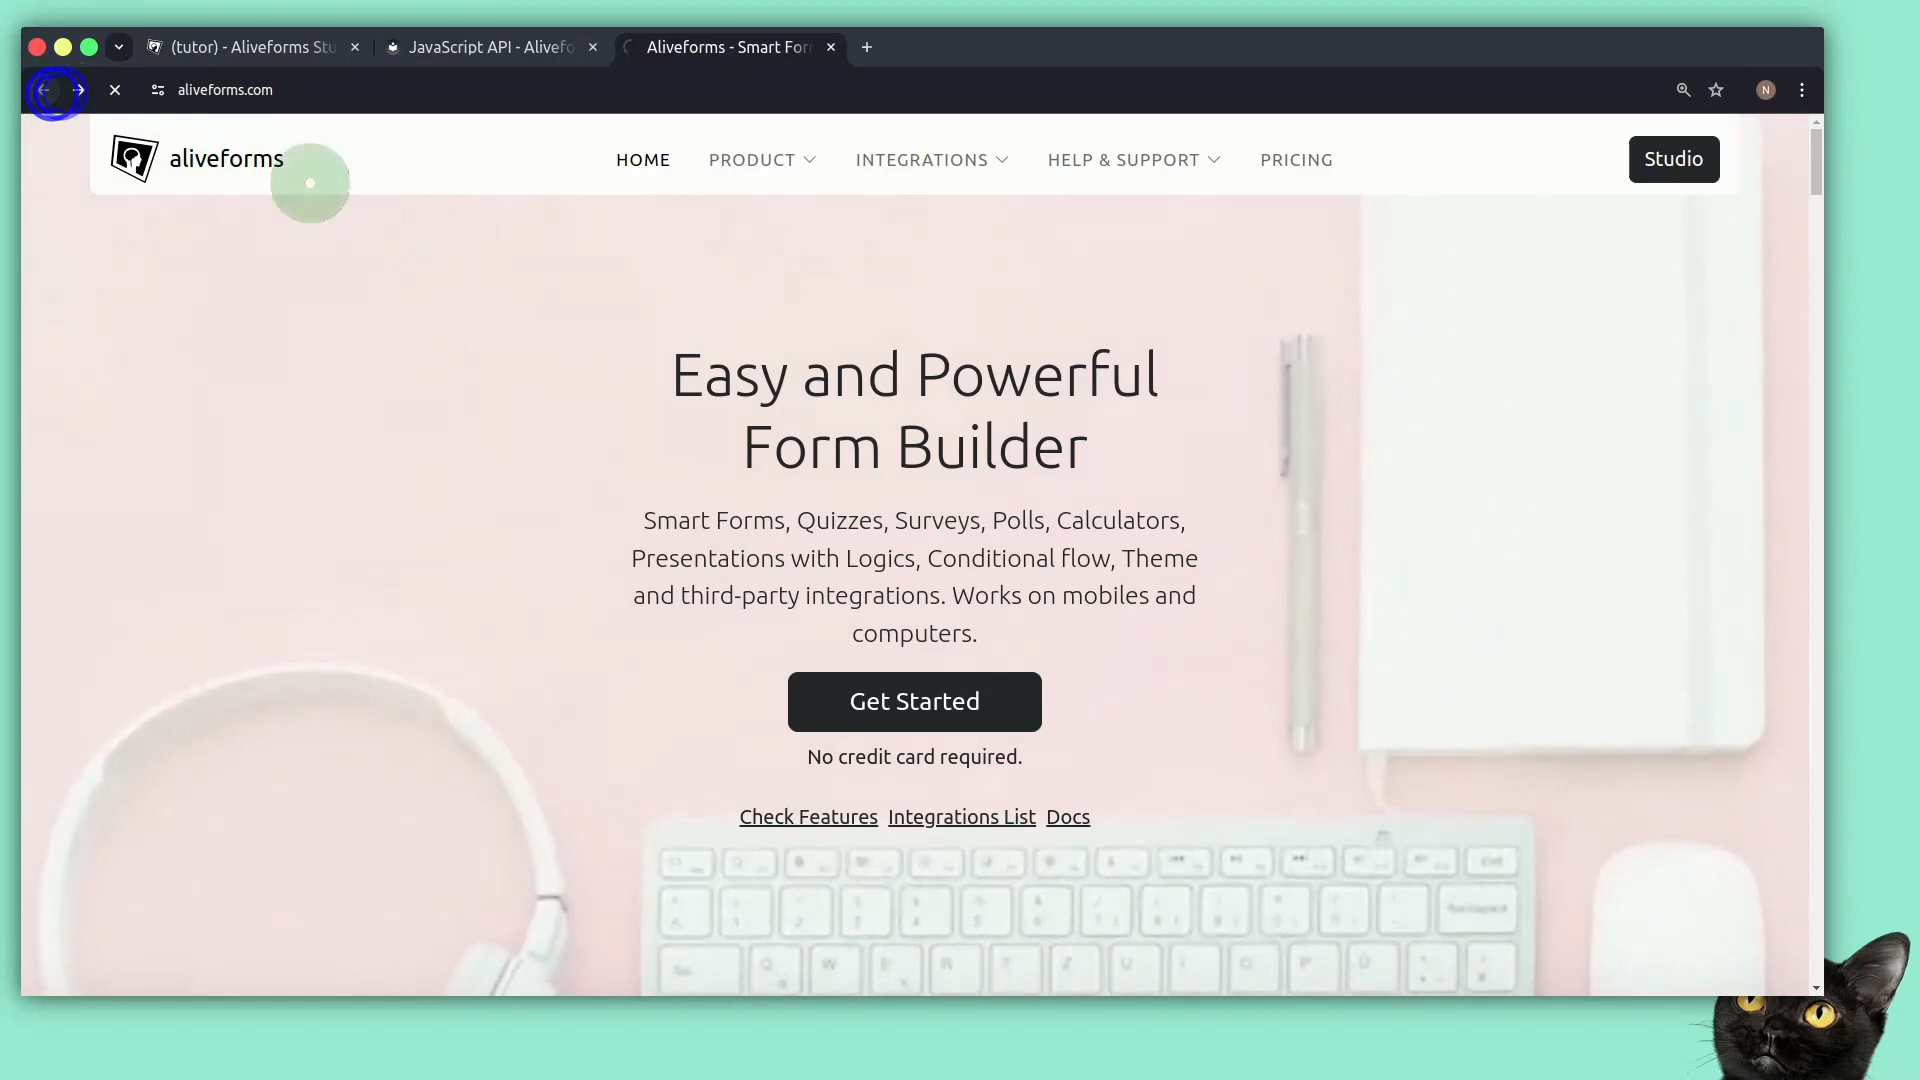 (tutor) - Aliveforms Stu
JavaScript API - Alivefo
Aliveforms - Smart For
aliveforms.com
N
aliveforms
HOME
PRODUCT
INTEGRATIONS
HELP & SUPPORT
PRICING
Studio
Easy and Powerful
Form Builder
Smart Forms, Quizzes, Surveys, Polls, Calculators,
Presentations with Logics, Conditional flow, Theme
and third-party integrations. Works on mobiles and
computers.
Get Started
No credit card required.
Check Features Integrations List Docs